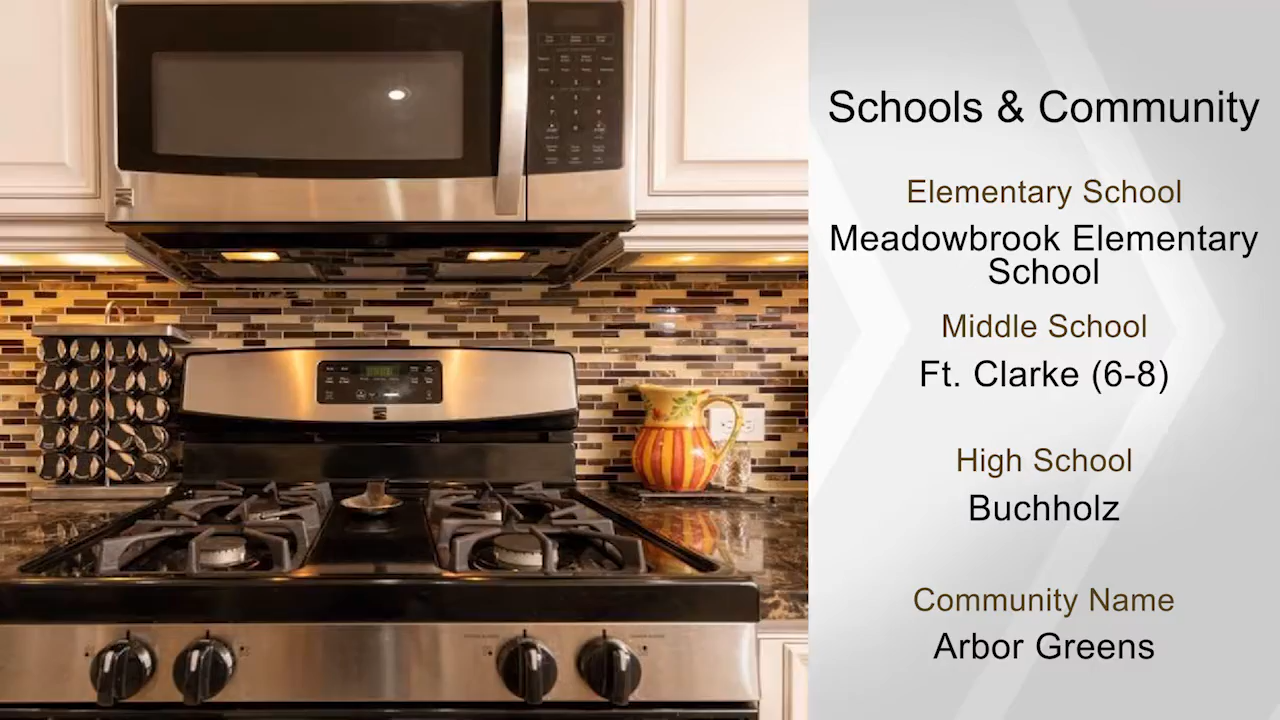 Schools & Community
Elementary School
Meadowbrook Elementary
School
Middle School
Ft. Clarke (6-8)
High School
Buchholz
Community Name
Arbor Greens